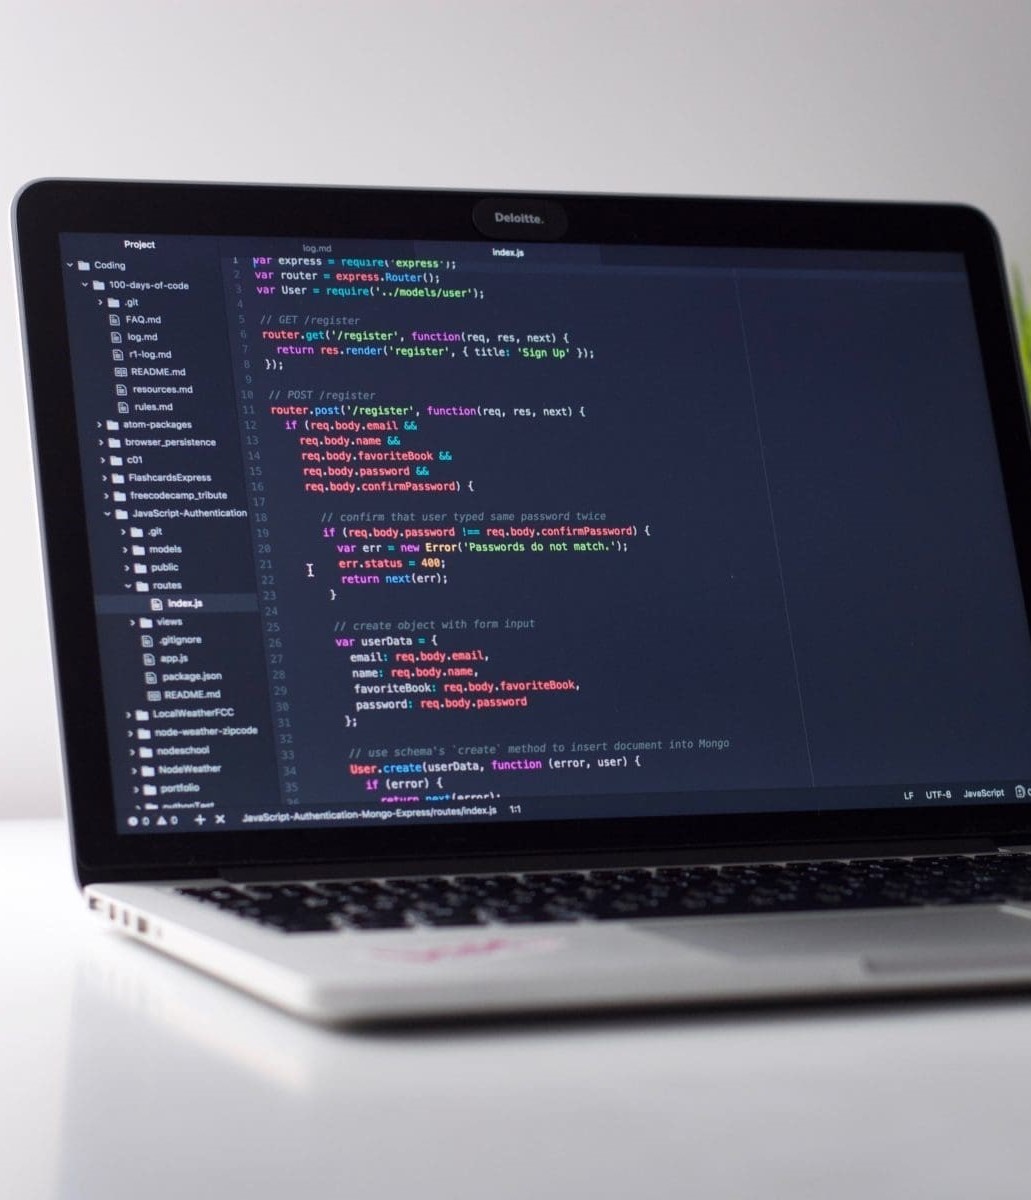 Deloitte.
Project
Coding
100-days-of-code
.git
FAQ.md
log.md
r1-log.md
README.md
resources.md
rules.md
atom-packages
browser_persistence
c01
FlashcardsExpress
freecodecamp_tribute
JavaScript-Authentication
.git
models
public
routes
index.js
views
.gitignore
app.js
package.json
README.md
LocalWeatherFCC
node-weather-zipcode
nodeschool
NodeWeather
portfolio
pythonTest
log.md
index.js
1 var express = require('express');
2 var router = express.Router();
3 var User = require('../models/user');
4
5 // GET /register
6 router.get('/register', function(req, res, next) {
7 return res.render('register', { title: 'Sign Up' });
8 });
9
10 // POST /register
11 router.post('/register', function(req, res, next) {
12 if (req.body.email &&
13 req.body.name &&
14 req.body.favoriteBook &&
15 req.body.password &&
16 req.body.confirmPassword) {
17
18 // confirm that user typed same password twice
19 if (req.body.password !== req.body.confirmPassword) {
20 var err = new Error('Passwords do not match.');
21 err.status = 400;
22 return next(err);
23 }
24
25 // create object with form input
26 var userData = {
27 email: req.body.email,
28 name: req.body.name,
29 favoriteBook: req.body.favoriteBook,
30 password: req.body.password
31 };
32
33 // use schema's `create` method to insert document into Mongo
34 User.create(userData, function (error, user) {
35 if (error) {
36 return next(error);
0 0 + × JavaScript-Authentication-Mongo-Express/routes/index.js 1:1
LF UTF-8 JavaScript 0